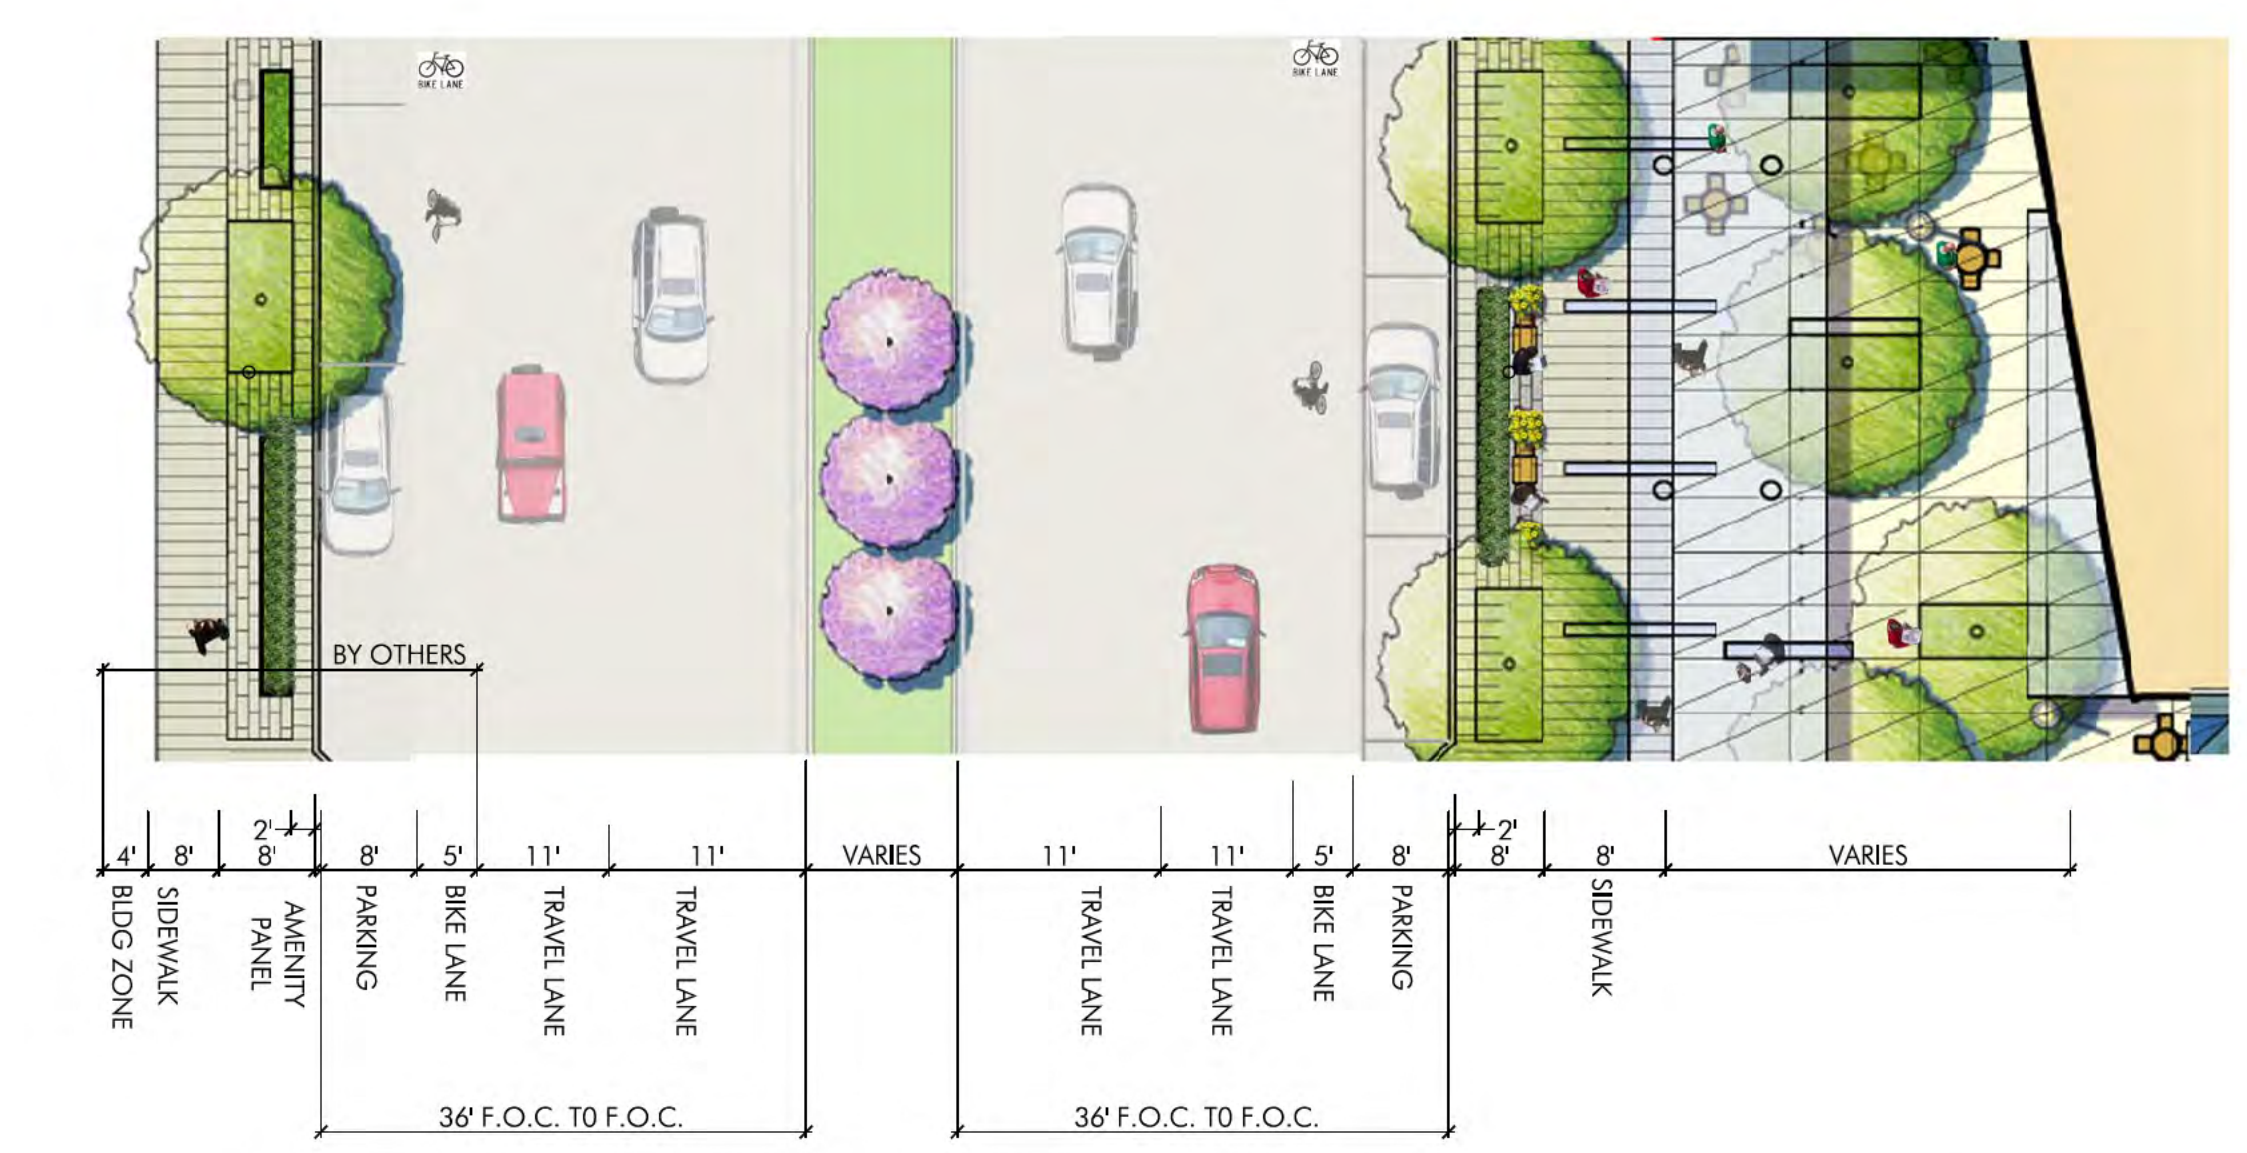 BIKE LANE
BIKE LANE
BY OTHERS
2'
2'
4'
8'
8'
8'
5'
11'
11'
VARIES
11'
11'
5'
8'
8'
8'
VARIES
BLDG ZONE
SIDEWALK
AMENITY
PANEL
PARKING
BIKE LANE
TRAVEL LANE
TRAVEL LANE
TRAVEL LANE
TRAVEL LANE
BIKE LANE
PARKING
SIDEWALK
36' F.O.C. T0 F.O.C.
36' F.O.C. T0 F.O.C.